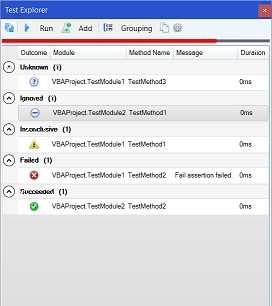 Test Explorer
Run Add Grouping
Outcome Module Method Name Message Duration
Unknown (1)
VBAProject.TestModule1 TestMethod3 0ms
Ignored (1)
VBAProject.TestModule2 TestMethod1 0ms
Inconclusive (1)
VBAProject.TestModule1 TestMethod1 0ms
Failed (1)
VBAProject.TestModule1 TestMethod2 Fail assertion failed. 0ms
Succeeded (1)
VBAProject.TestModule2 TestMethod2 0ms